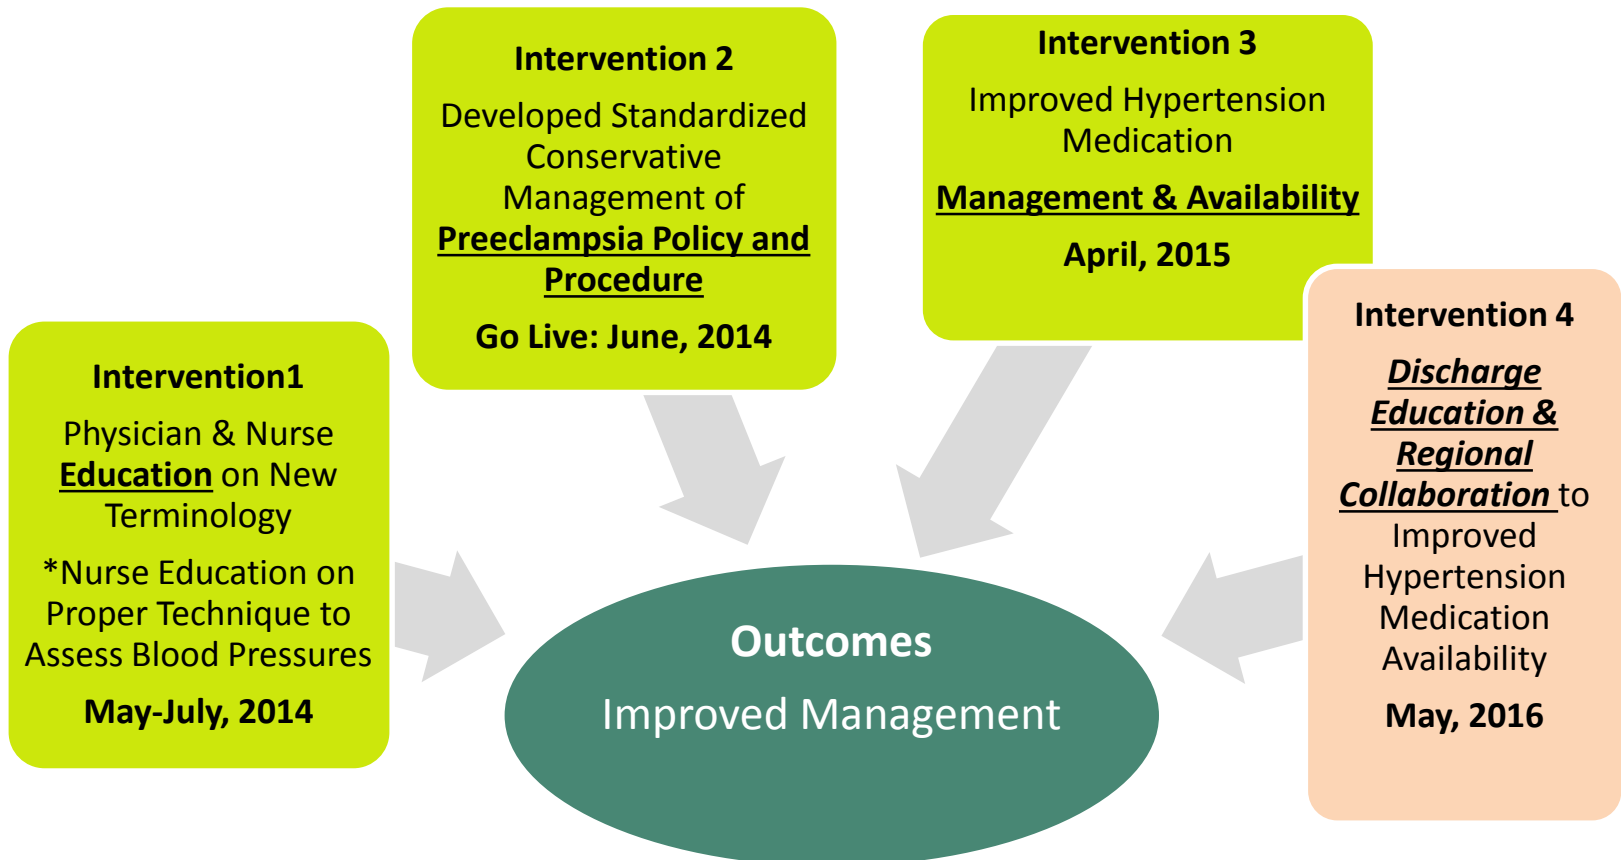 Intervention1
Physician & Nurse
Education on New
Terminology
*Nurse Education on
Proper Technique to
Assess Blood Pressures
May-July, 2014
Intervention 2
Developed Standardized
Conservative
Management of
Preeclampsia Policy and
Procedure
Go Live: June, 2014
Intervention 3
Improved Hypertension
Medication
Management & Availability
April, 2015
Intervention 4
Discharge
Education &
Regional
Collaboration to
Improved
Hypertension
Medication
Availability
May, 2016
Outcomes
Improved Management